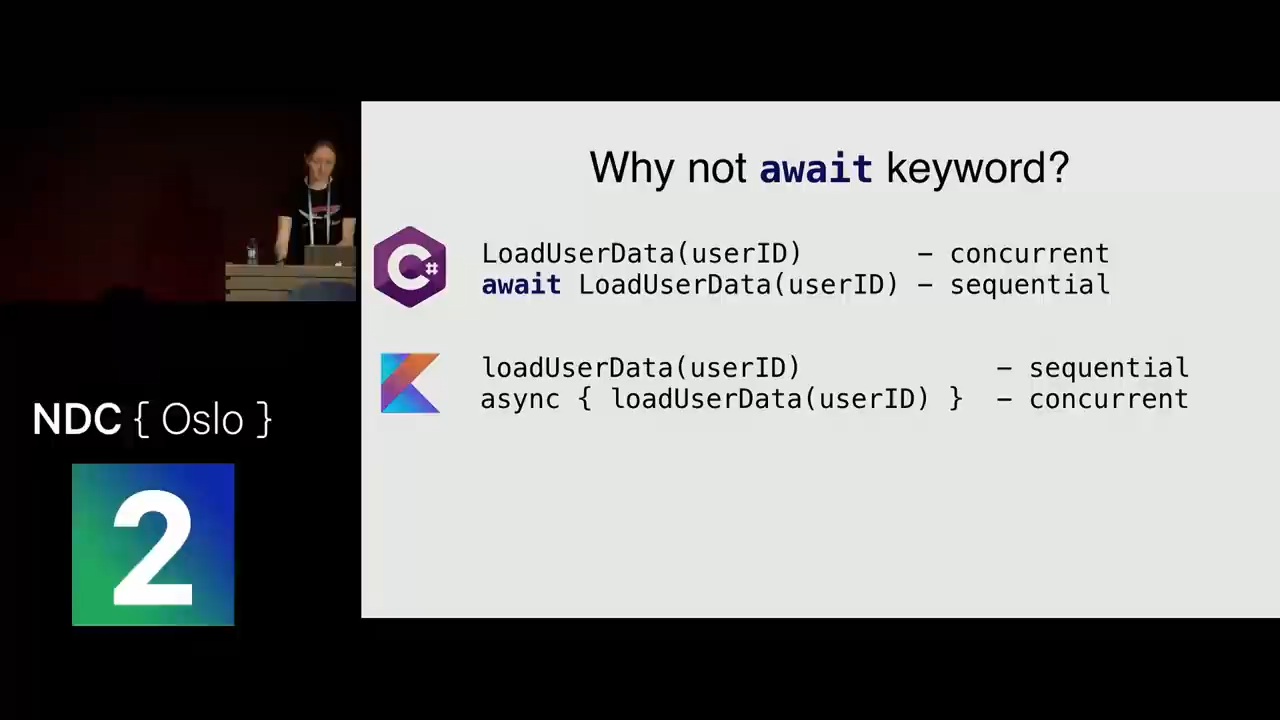 Why not await keyword?
C#
LoadUserData(userID) – concurrent
await LoadUserData(userID) – sequential
loadUserData(userID) – sequential
async { loadUserData(userID) } – concurrent
NDC { Oslo }
2